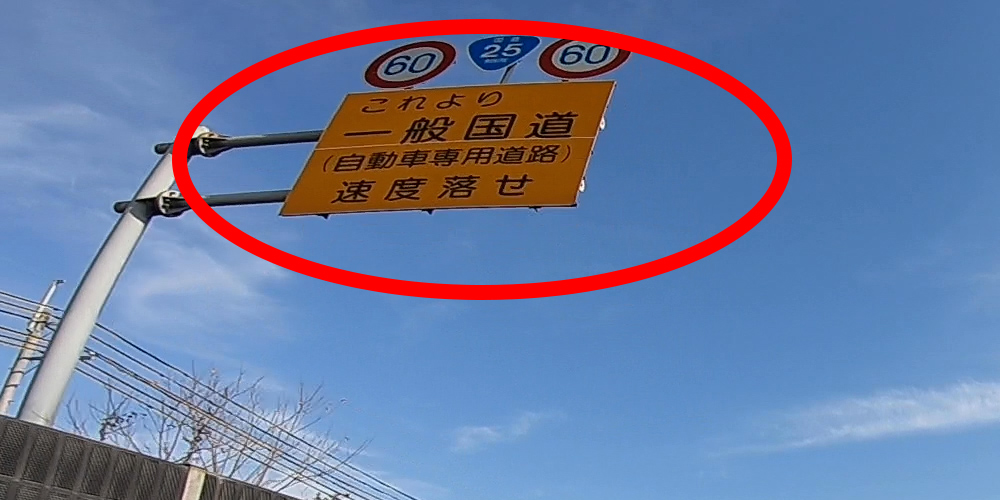 60 25 60
これより
一般国道
(自動車専用道路)
速度落せ